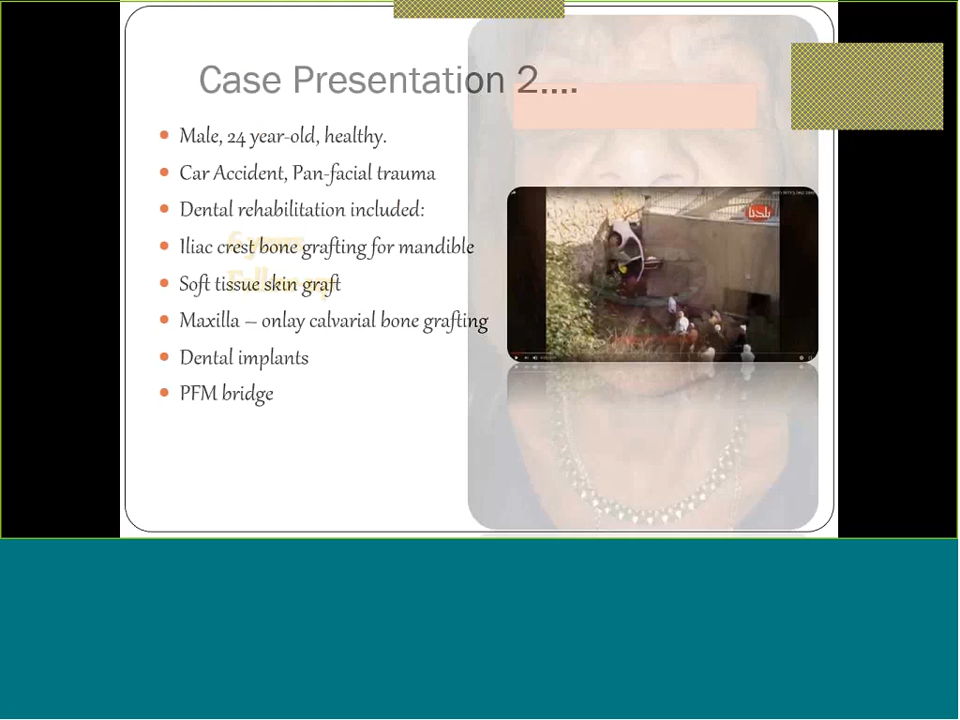 Case Presentation 2....
Male, 24 year-old, healthy.
Car Accident, Pan-facial trauma
Dental rehabilitation included:
Iliac crest bone grafting for mandible
Soft tissue skin graft
Maxilla – onlay calvarial bone grafting
Dental implants
PFM bridge